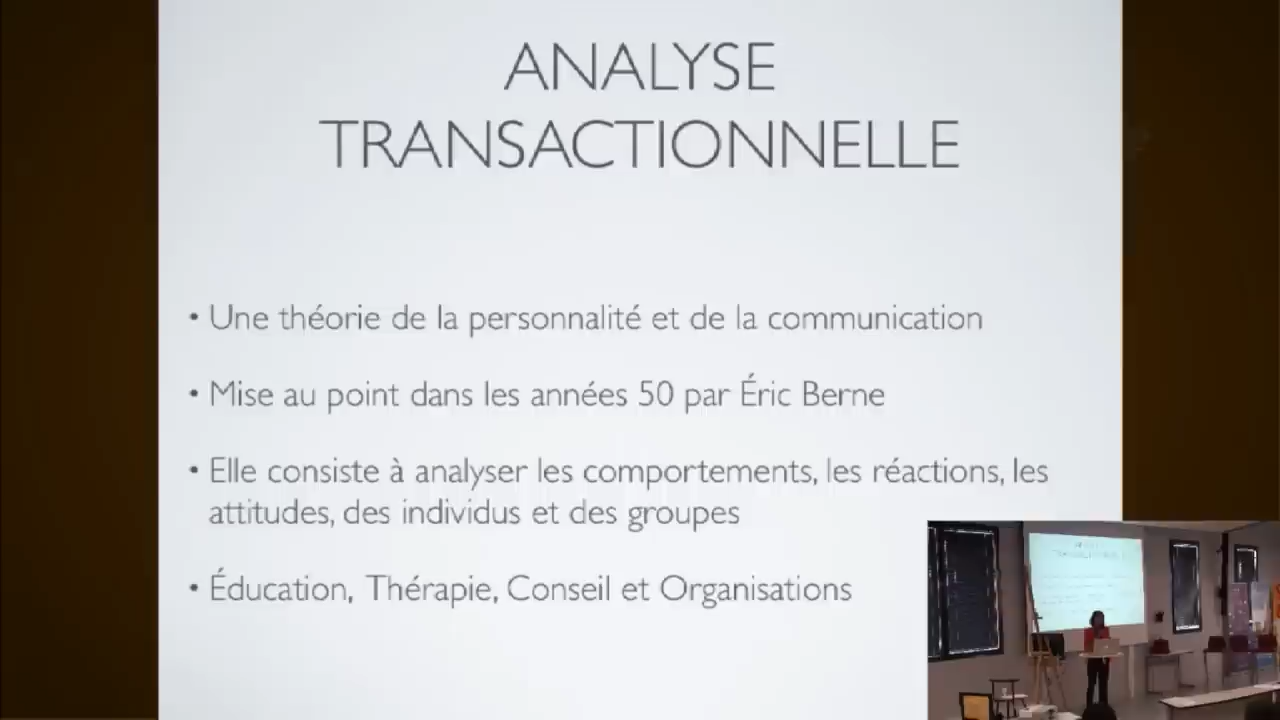 ANALYSE
TRANSACTIONNELLE
• Une théorie de la personnalité et de la communication
• Mise au point dans les années 50 par Éric Berne
• Elle consiste à analyser les comportements, les réactions, les
attitudes, des individus et des groupes
• Éducation, Thérapie, Conseil et Organisations